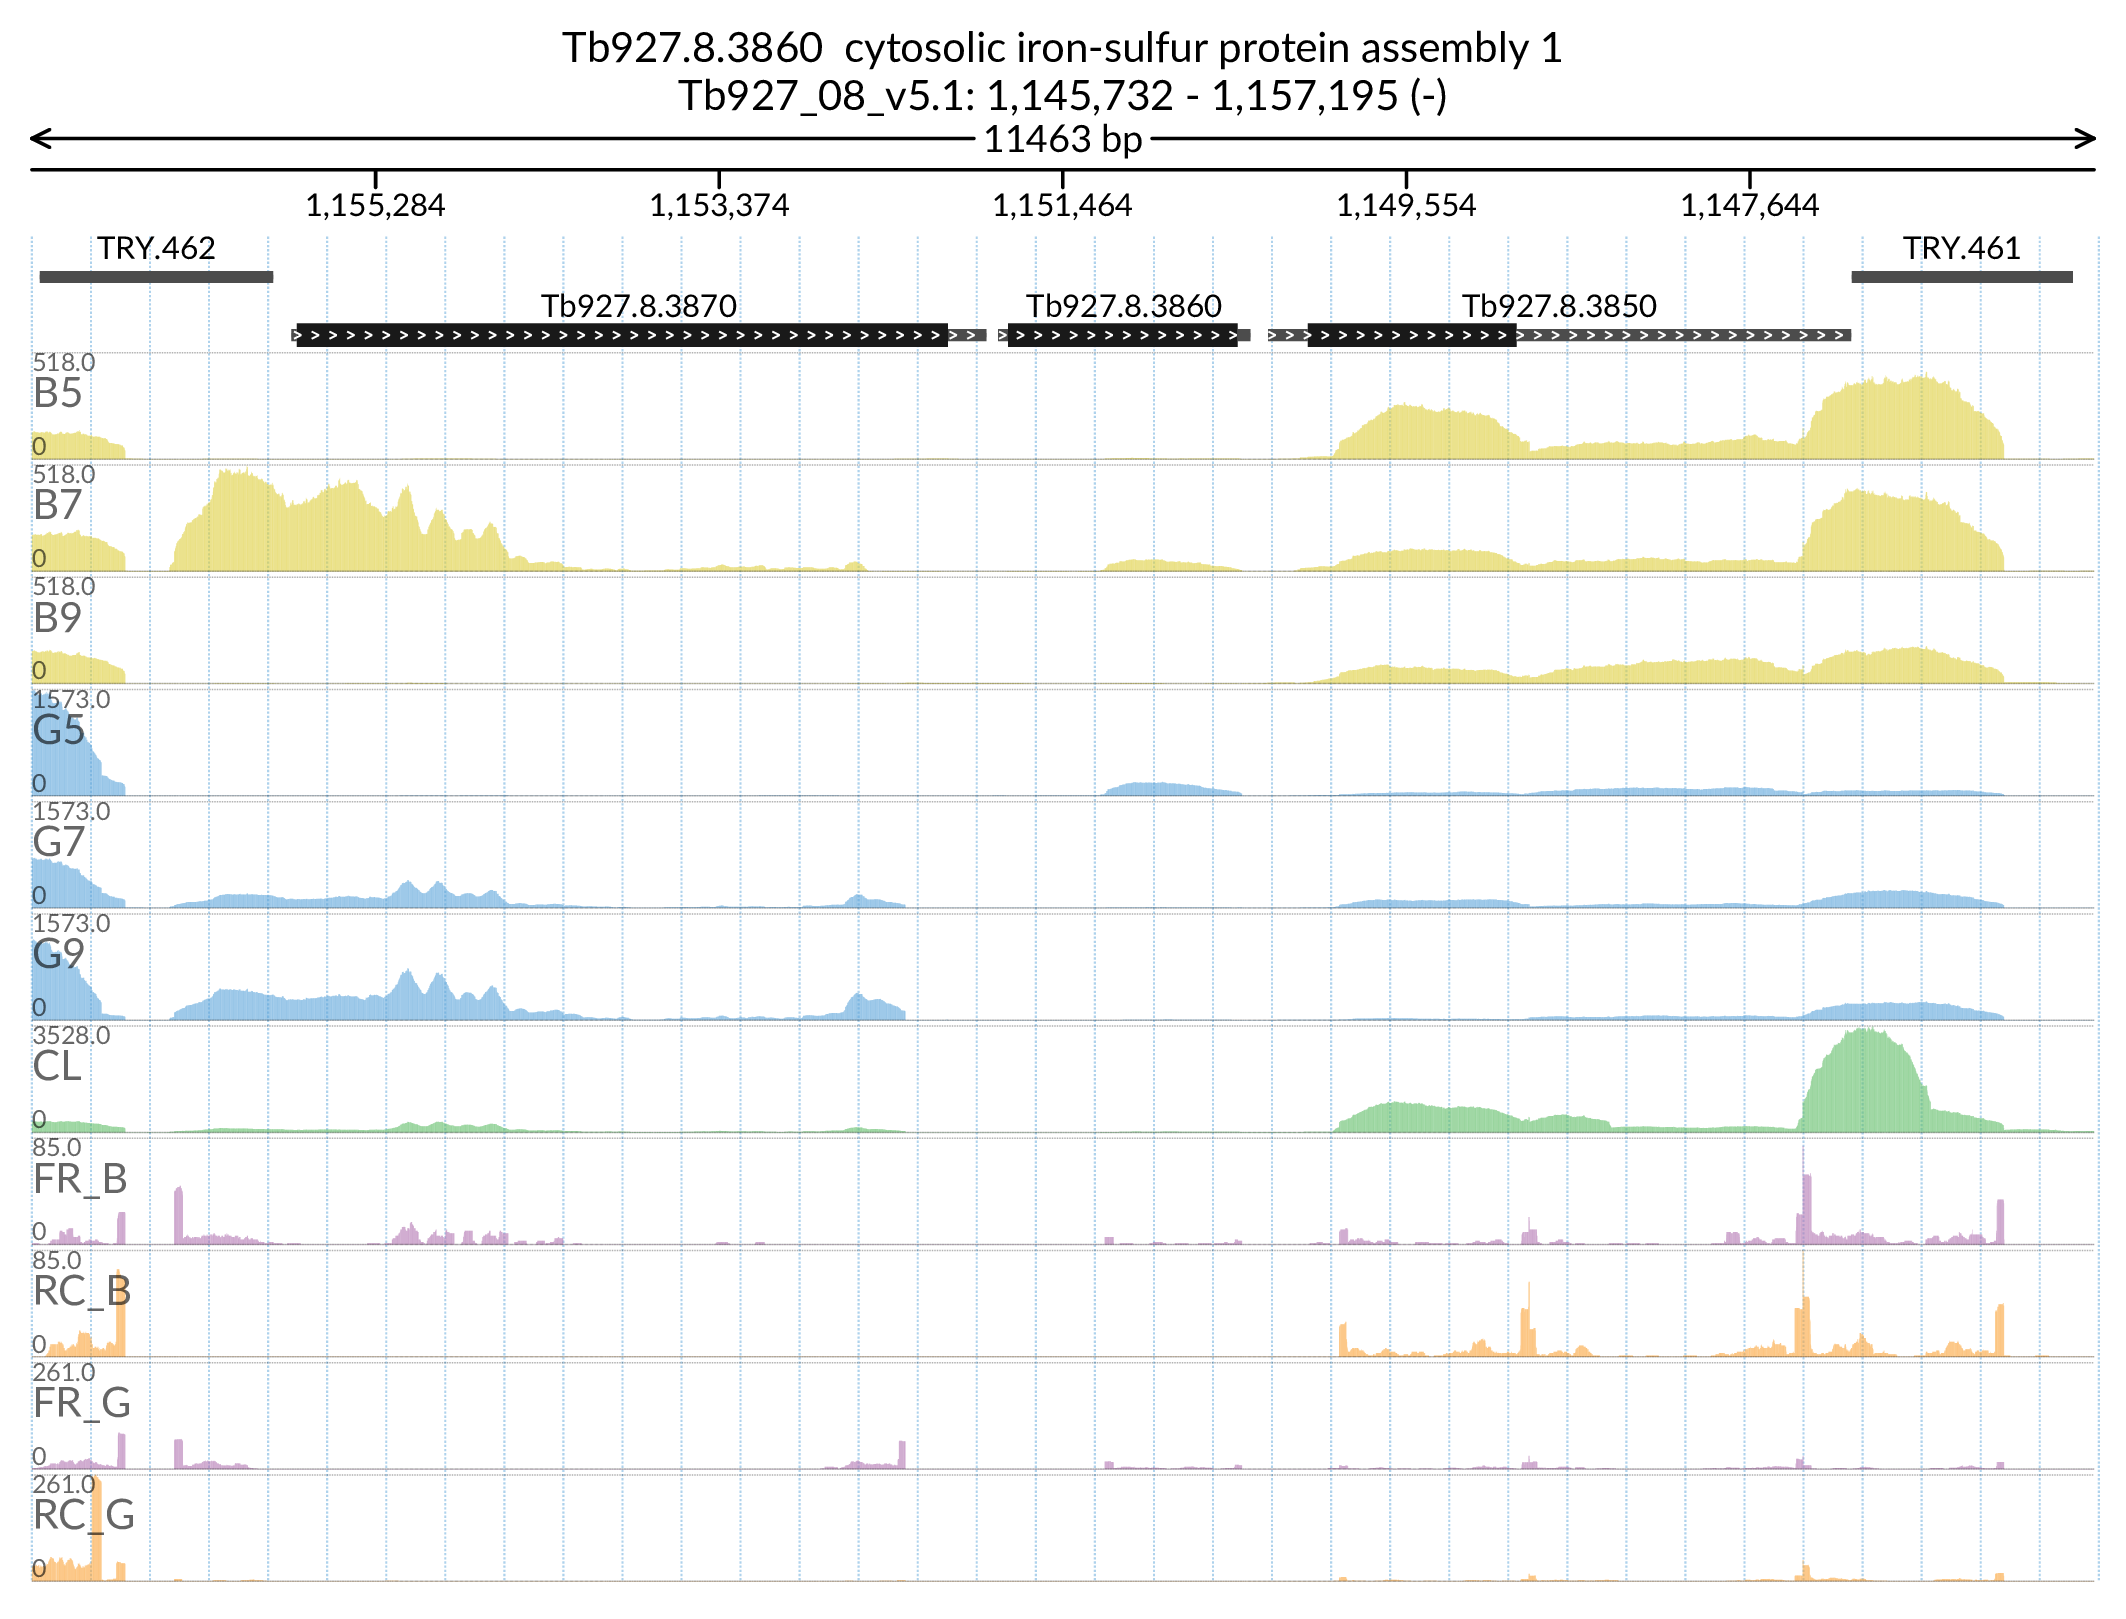 Tb927.8.3860  cytosolic iron-sulfur protein assembly 1
Tb927_08_v5.1: 1,145,732 - 1,157,195 (-)
11463 bp
1,155,284 1,153,374 1,151,464 1,149,554 1,147,644
TRY.462 TRY.461
Tb927.8.3870 Tb927.8.3860 Tb927.8.3850
518.0
B5
0
518.0
B7
0
518.0
B9
0
1573.0
G5
0
1573.0
G7
0
1573.0
G9
0
3528.0
CL
0
85.0
FR_B
0
85.0
RC_B
0
261.0
FR_G
0
261.0
RC_G
0